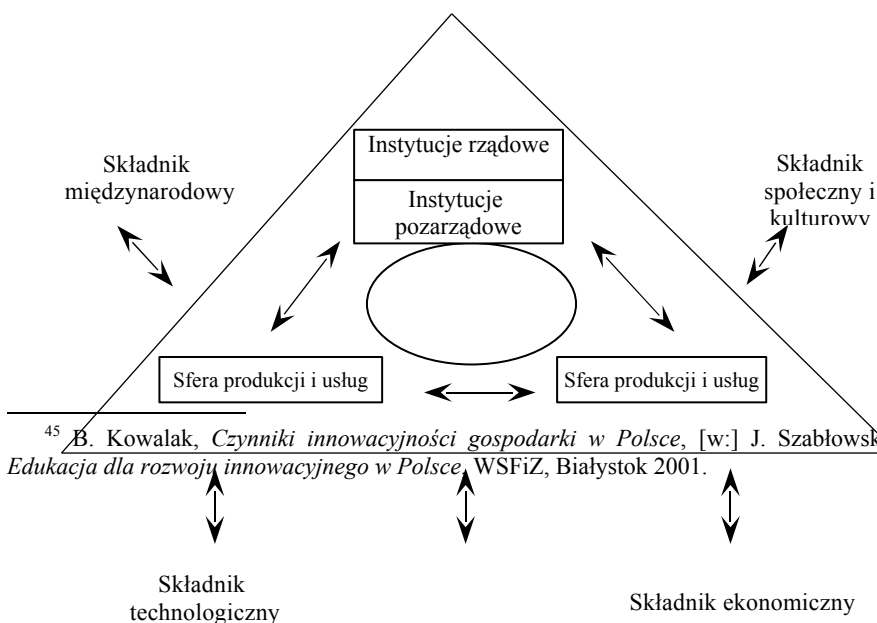 Instytucje rządowe
Instytucje
pozarządowe
Składnik
międzynarodowy
Składnik
społeczny i
kulturowy
Sfera produkcji i usług
Sfera produkcji i usług
45 B. Kowalak, Czynniki innowacyjności gospodarki w Polsce, [w:] J. Szabłowsk
Edukacja dla rozwoju innowacyjnego w Polsce, WSFiZ, Białystok 2001.
Składnik
technologiczny
Składnik ekonomiczny